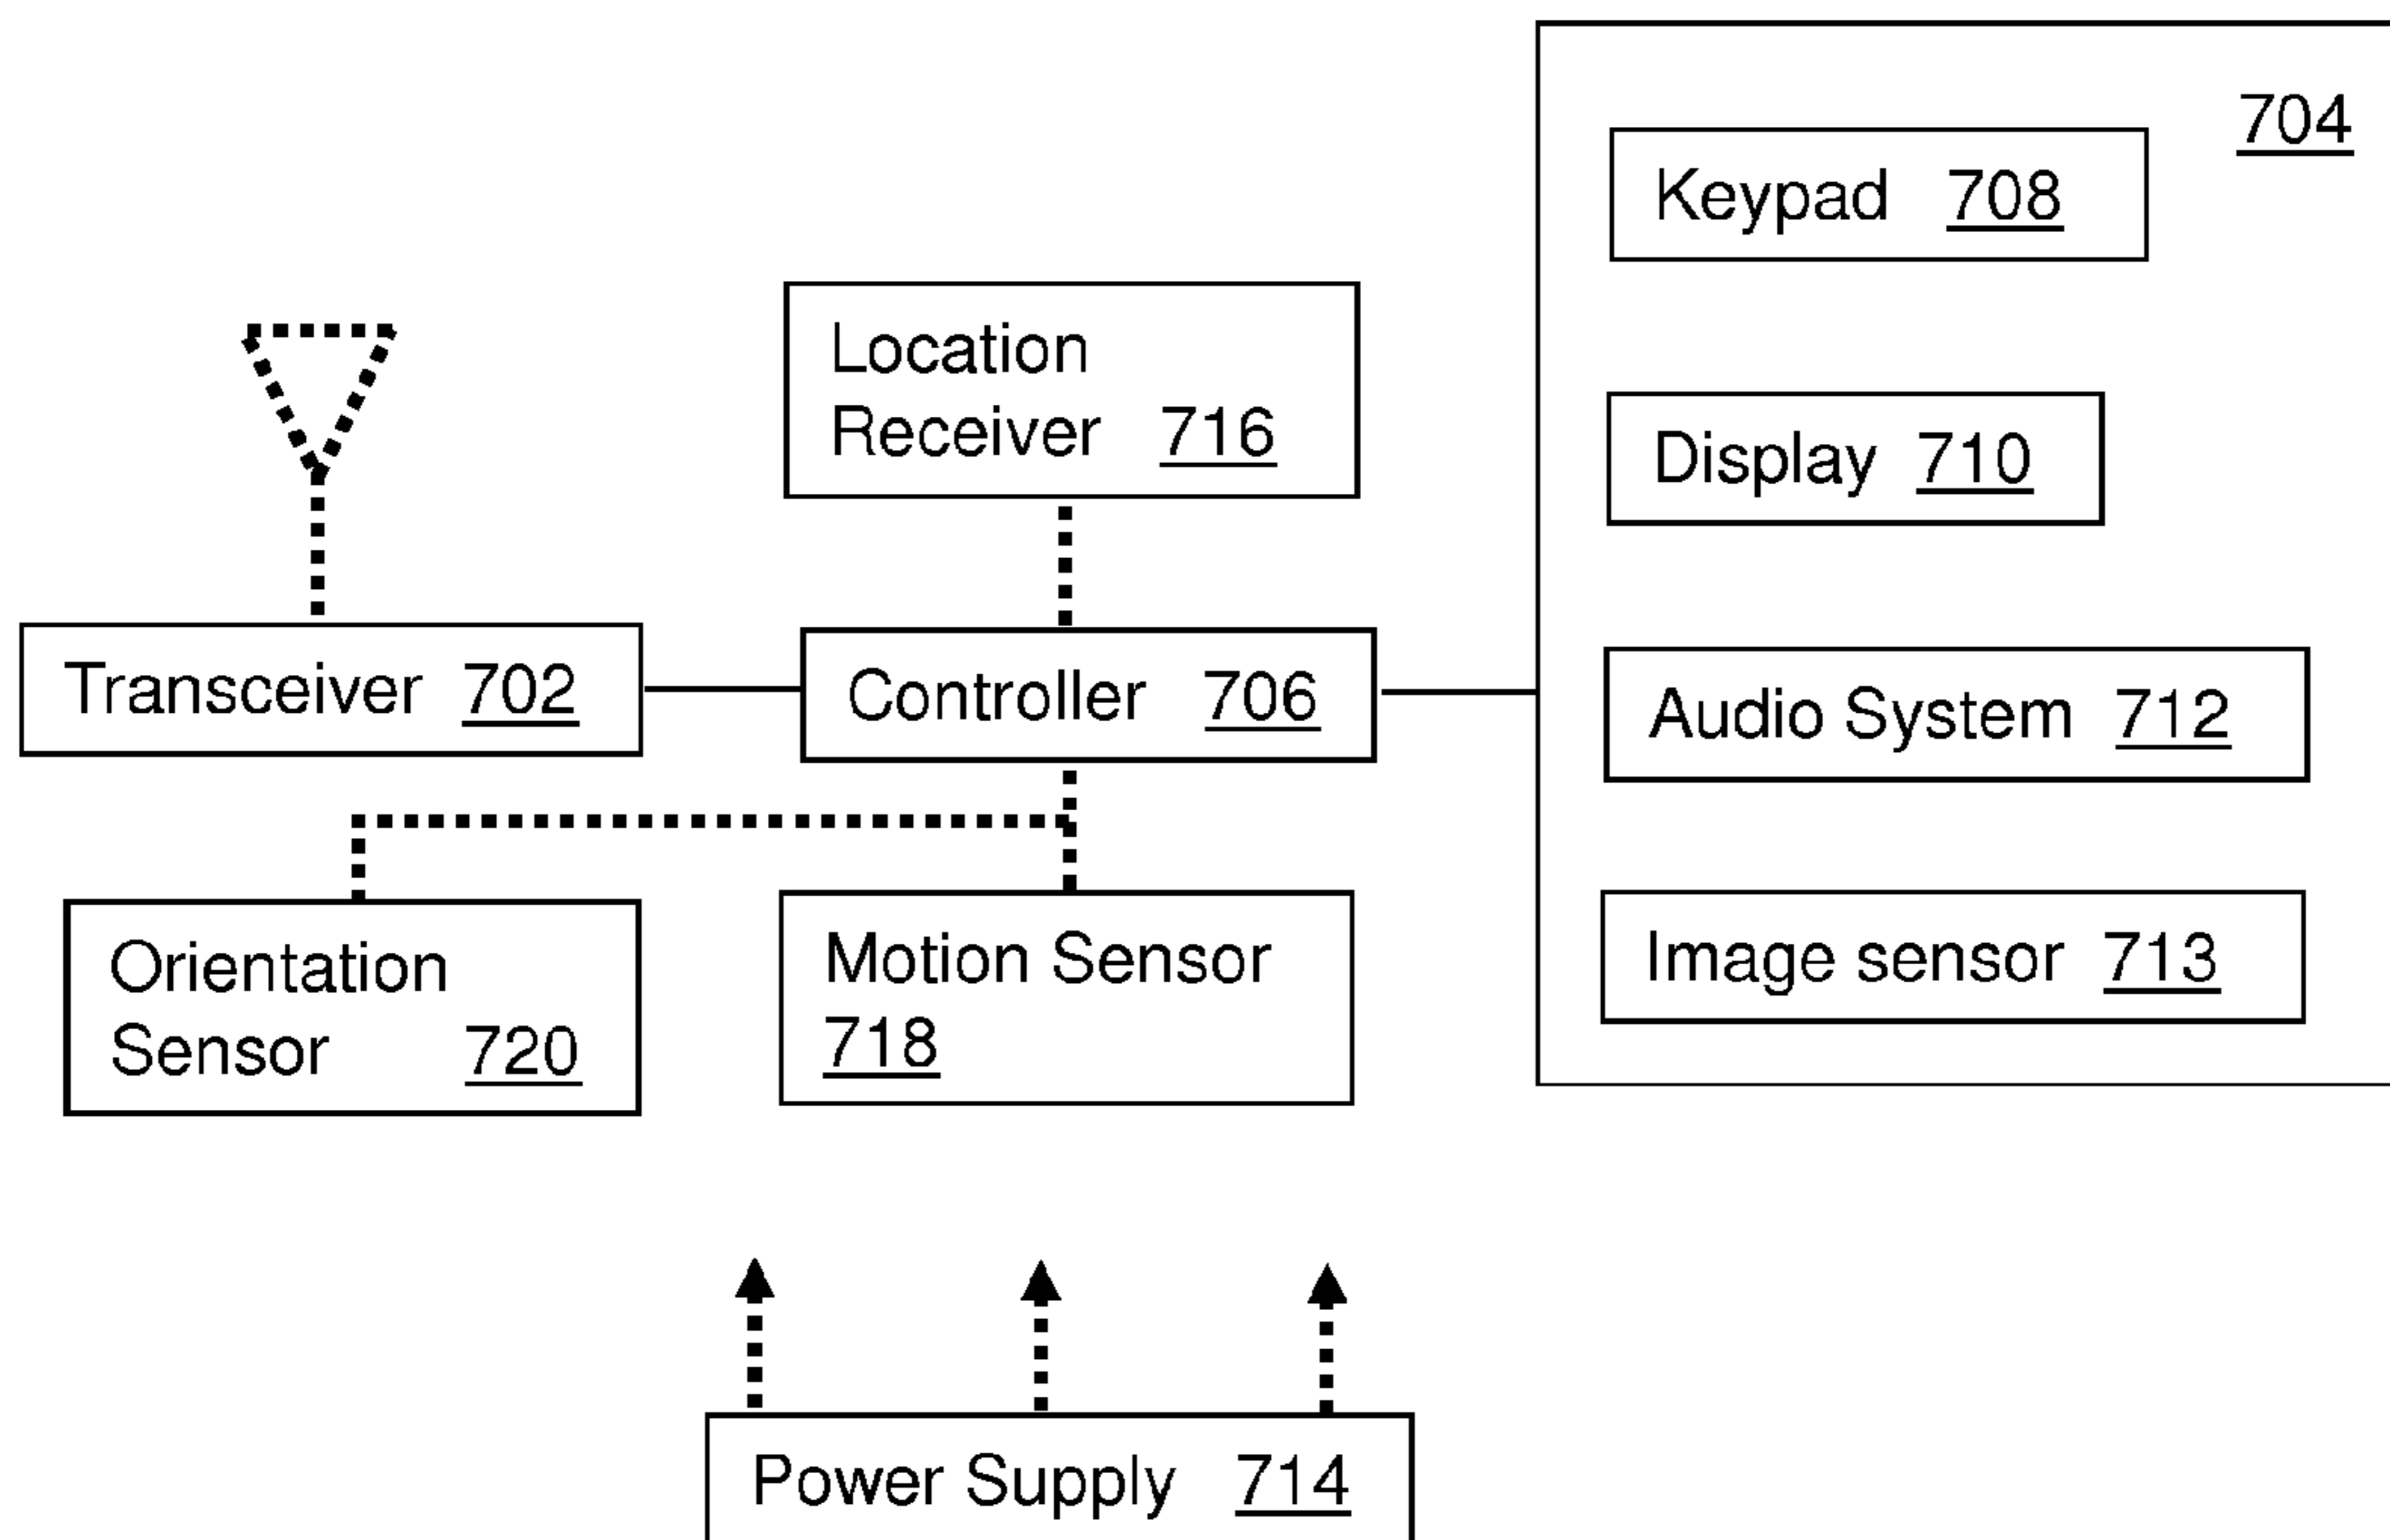 704
Keypad 708
Location
Receiver 716
Display 710
Transceiver 702
Controller 706
Audio System 712
Orientation
Sensor 720
Motion Sensor
718
Image sensor 713
Power Supply 714